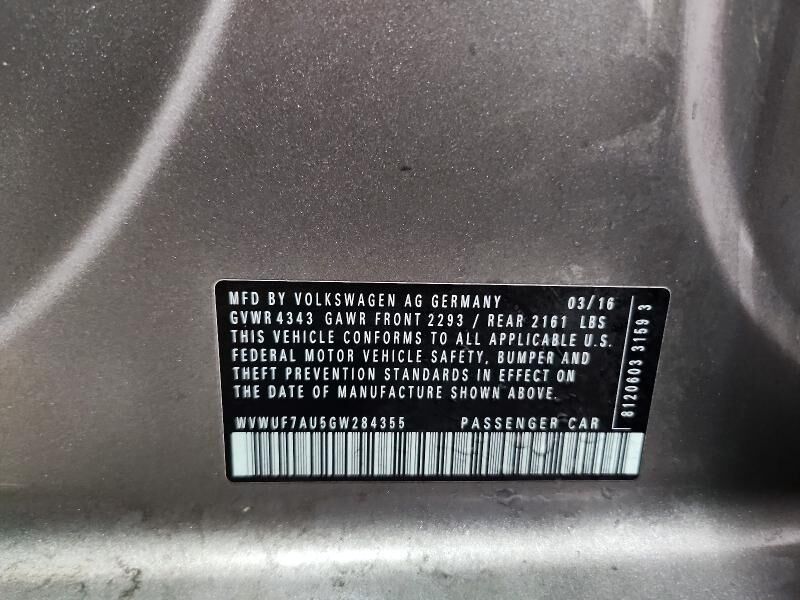 MFD BY VOLKSWAGEN AG GERMANY 03/16
GVWR 4343 GAWR FRONT 2293 / REAR 2161 LBS
THIS VEHICLE CONFORMS TO ALL APPLICABLE U.S.
FEDERAL MOTOR VEHICLE SAFETY, BUMPER AND
THEFT PREVENTION STANDARDS IN EFFECT ON
THE DATE OF MANUFACTURE SHOWN ABOVE.
WVWUF7AU5GW284355 PASSENGER CAR
8120603 3159 3